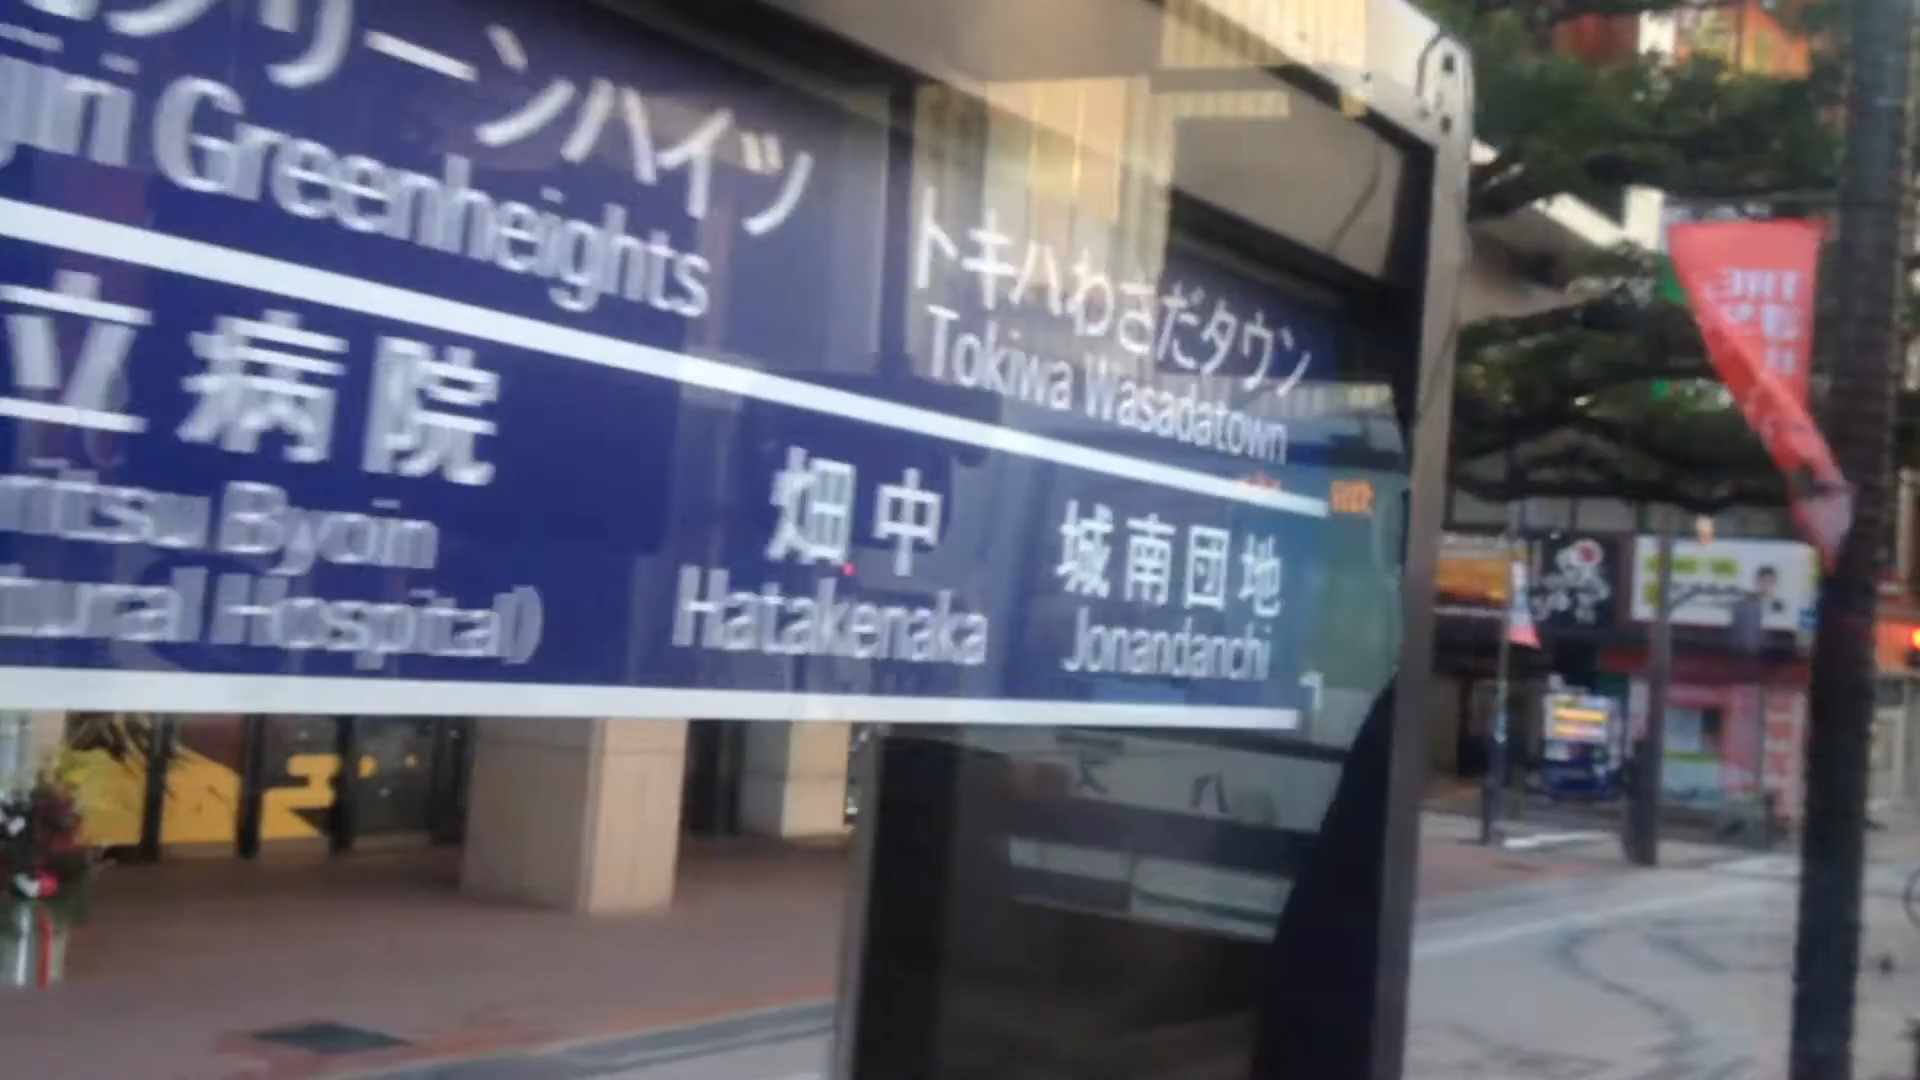 グリーンハイツ
Greenheights
トキハわさだタウン
Tokiwa Wasadatown
立病院
Byoin
Hospital)
畑中
Hatakenaka
城南団地
Jonandanchi